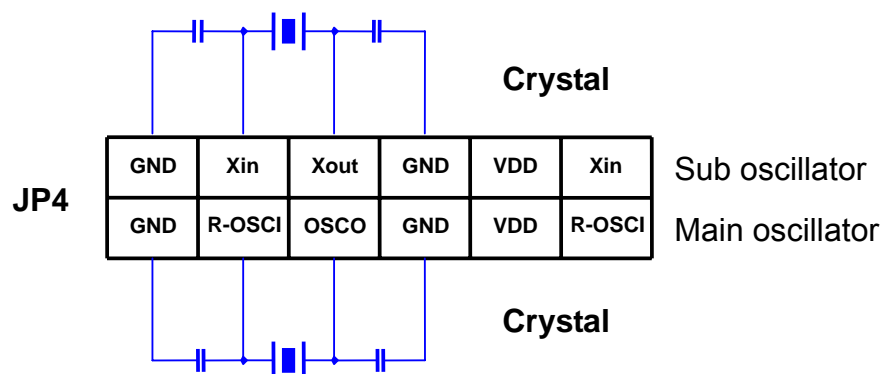 Crystal
GND Xin Xout GND VDD Xin Sub oscillator
JP4
GND R-OSCI OSCO GND VDD R-OSCI Main oscillator
Crystal